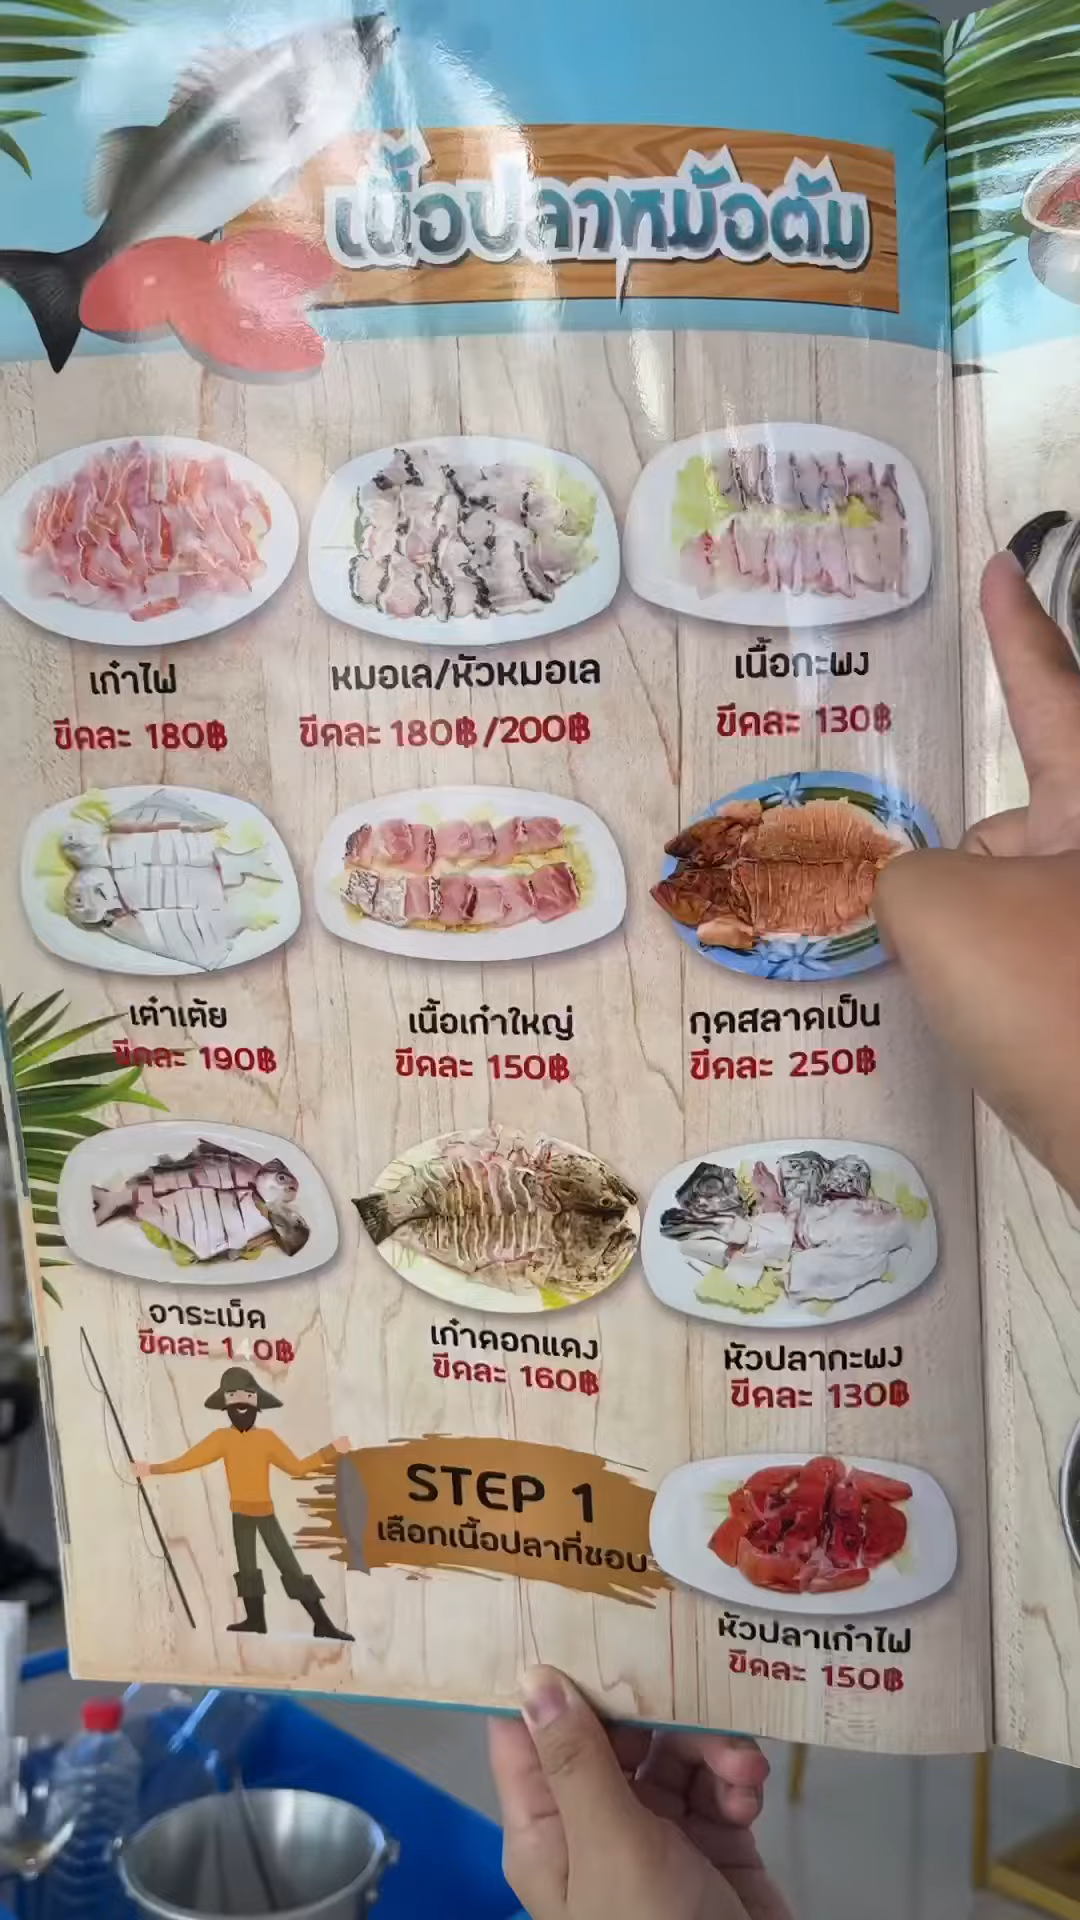 เนื้อปลาหม้อต้ม
เก๋าไฟ
ขีดละ 180฿
หมอเล/หัวหมอเล
ขีดละ 180฿/200฿
เนื้อกะพง
ขีดละ 130฿
เต๋าเต้ย
ขีดละ 190฿
เนื้อเก๋าใหญ่
ขีดละ 150฿
กุดสลาดเป็น
ขีดละ 250฿
จาระเม็ด
ขีดละ
เก๋าดอกแดง
ขีดละ 160฿
หัวปลากะพง
ขีดละ 130฿
STEP 1
เลือกเนื้อปลาที่ชอบ
หัวปลาเก๋าไฟ
ขีดละ 150฿